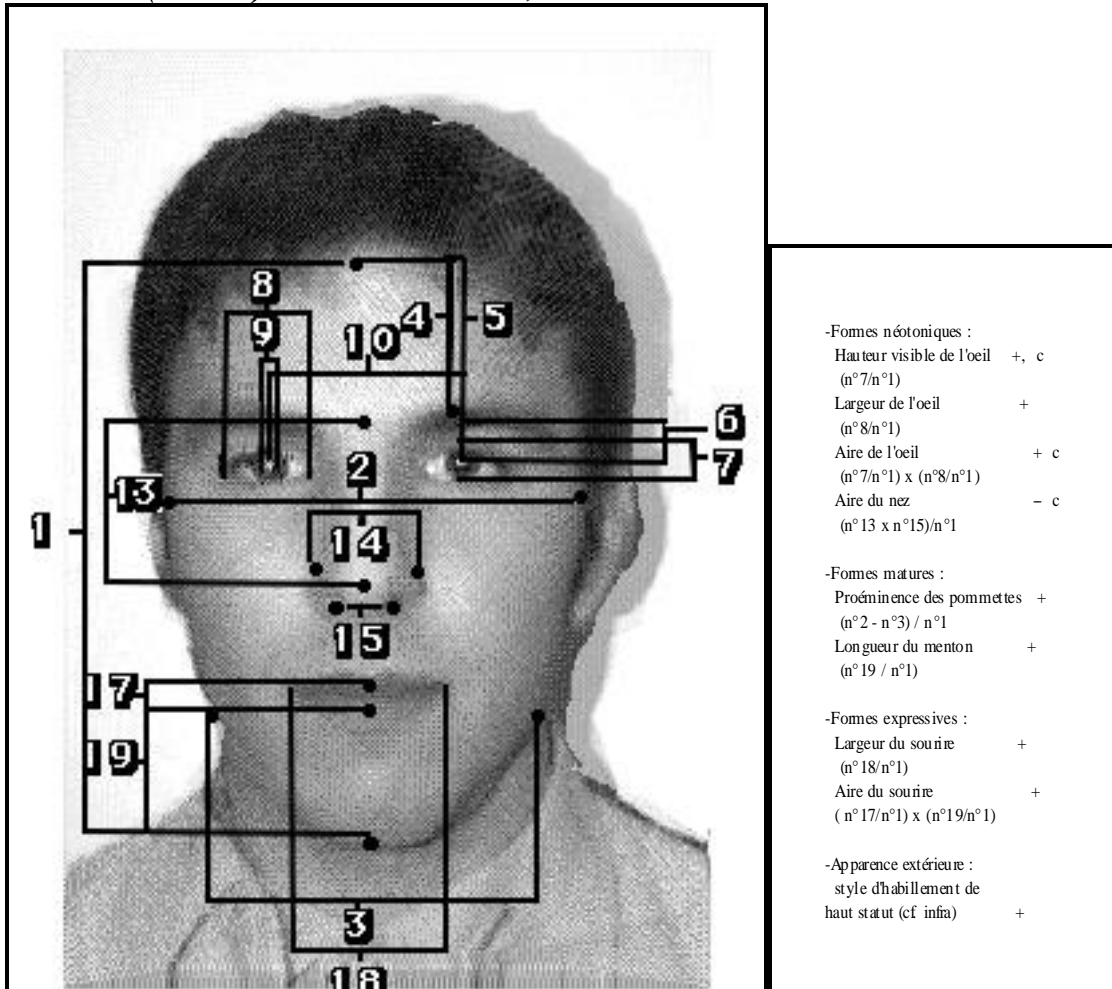 8
9
10
4
5
6
7
2
13
1
14
15
17
19
3
18
-Formes néotoniques :
Hauteur visible de l'oeil +, c
(n°7/n°1)
Largeur de l'oeil +
(n°8/n°1)
Aire de l'oeil + c
(n°7/n°1) x (n°8/n°1)
Aire du nez – c
(n°13 x n°15)/n°1
-Formes matures :
Proéminence des pommettes +
(n°2 - n°3) / n°1
Longueur du menton +
(n°19 / n°1)
-Formes expressives :
Largeur du sourire +
(n°18/n°1)
Aire du sourire +
( n°17/n°1) x (n°19/n°1)
-Apparence extérieure :
style d'habillement de
haut statut (cf. infra) +